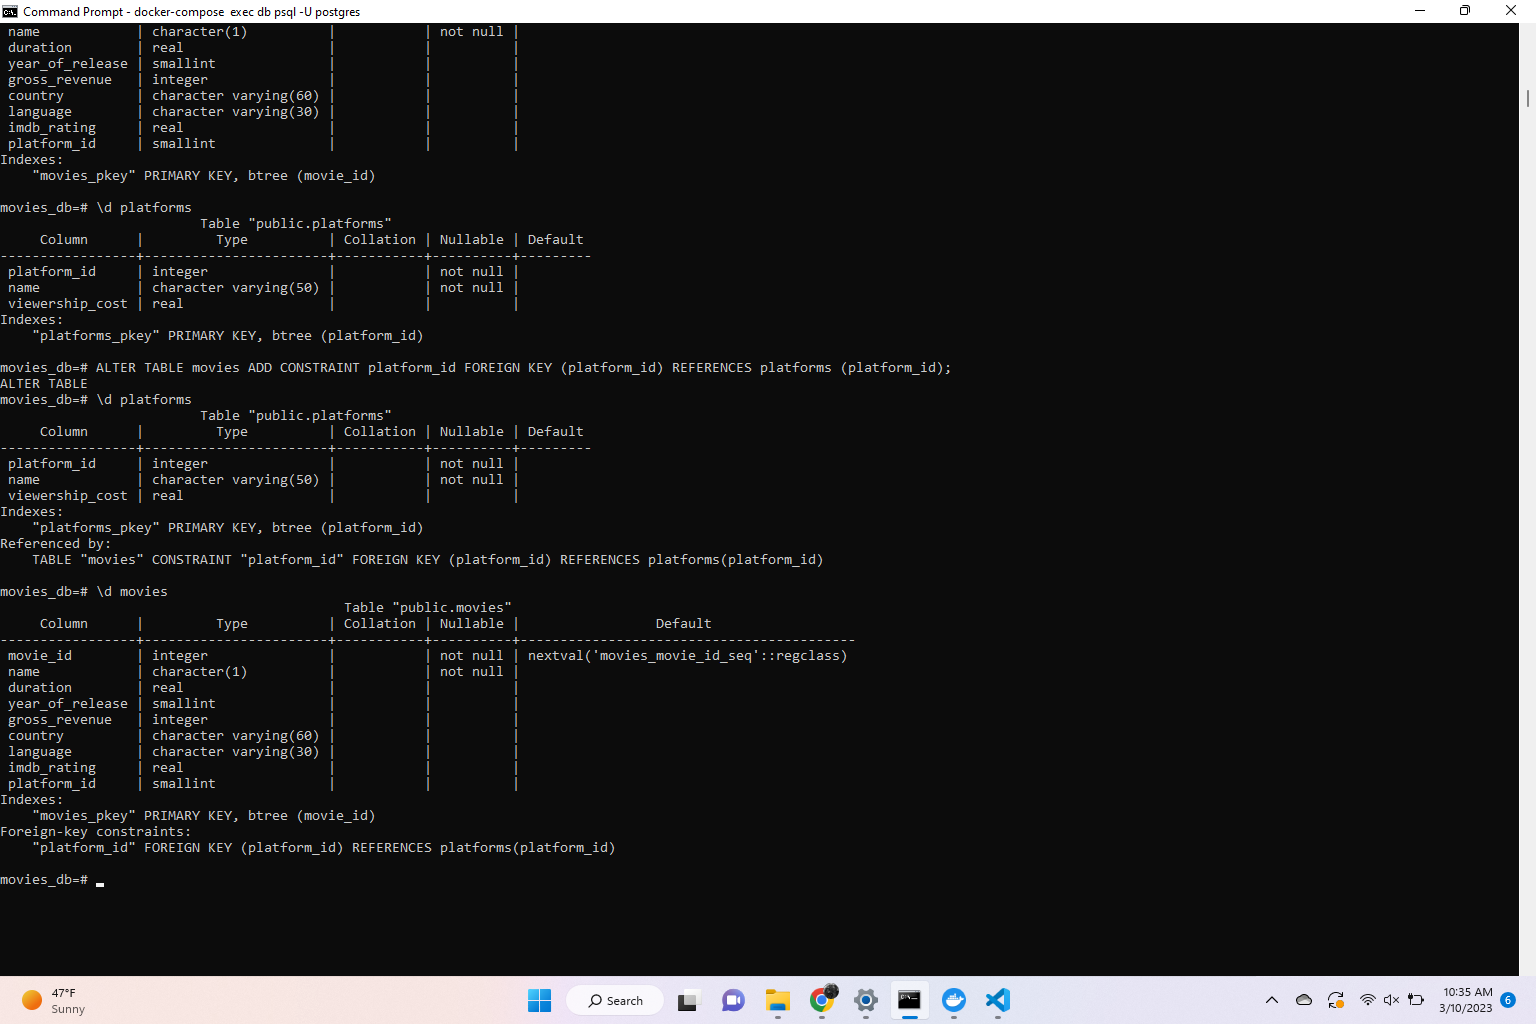 Command Prompt - docker-compose  exec db psql -U postgres
 name            | character(1)          |           | not null |
 duration        | real                  |           |          |
 year_of_release | smallint              |           |          |
 gross_revenue   | integer               |           |          |
 country         | character varying(60) |           |          |
 language        | character varying(30) |           |          |
 imdb_rating     | real                  |           |          |
 platform_id     | smallint              |           |          |
Indexes:
    "movies_pkey" PRIMARY KEY, btree (movie_id)
movies_db=# \d platforms
                         Table "public.platforms"
     Column      |         Type          | Collation | Nullable | Default
-----------------+-----------------------+-----------+----------+---------
 platform_id     | integer               |           | not null |
 name            | character varying(50) |           | not null |
 viewership_cost | real                  |           |          |
Indexes:
    "platforms_pkey" PRIMARY KEY, btree (platform_id)
movies_db=# ALTER TABLE movies ADD CONSTRAINT platform_id FOREIGN KEY (platform_id) REFERENCES platforms (platform_id);
ALTER TABLE
movies_db=# \d platforms
                         Table "public.platforms"
     Column      |         Type          | Collation | Nullable | Default
-----------------+-----------------------+-----------+----------+---------
 platform_id     | integer               |           | not null |
 name            | character varying(50) |           | not null |
 viewership_cost | real                  |           |          |
Indexes:
    "platforms_pkey" PRIMARY KEY, btree (platform_id)
Referenced by:
    TABLE "movies" CONSTRAINT "platform_id" FOREIGN KEY (platform_id) REFERENCES platforms(platform_id)
movies_db=# \d movies
                                           Table "public.movies"
     Column      |         Type          | Collation | Nullable |                 Default
-----------------+-----------------------+-----------+----------+------------------------------------------
 movie_id        | integer               |           | not null | nextval('movies_movie_id_seq'::regclass)
 name            | character(1)          |           | not null |
 duration        | real                  |           |          |
 year_of_release | smallint              |           |          |
 gross_revenue   | integer               |           |          |
 country         | character varying(60) |           |          |
 language        | character varying(30) |           |          |
 imdb_rating     | real                  |           |          |
 platform_id     | smallint              |           |          |
Indexes:
    "movies_pkey" PRIMARY KEY, btree (movie_id)
Foreign-key constraints:
    "platform_id" FOREIGN KEY (platform_id) REFERENCES platforms(platform_id)
movies_db=#
47°F
Sunny
Search
10:35 AM
3/10/2023
6